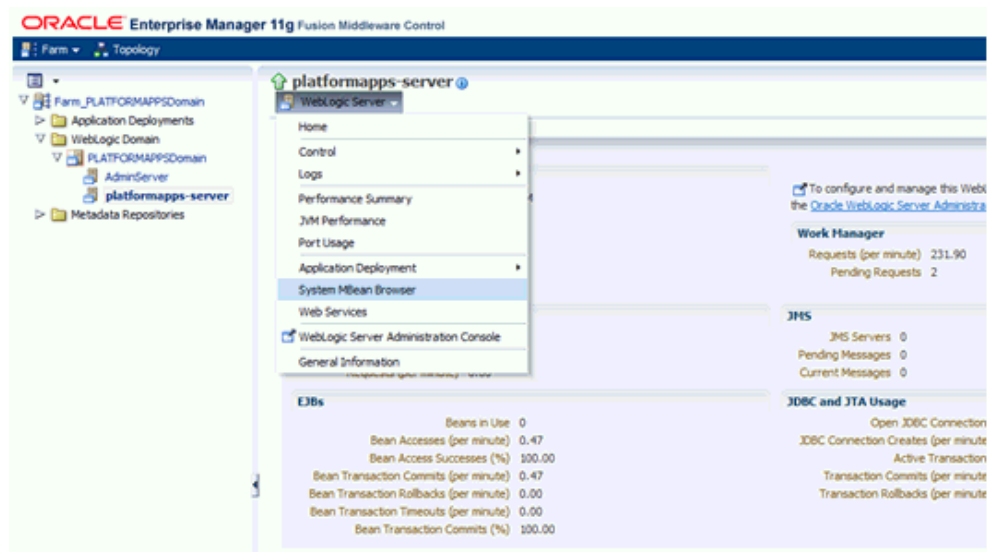 ORACLE Enterprise Manager 11g Fusion Middleware Control
Farm Topology
Farm_PLATFORMAPPSDomain
Application Deployments
WebLogic Domain
PLATFORMAPPSDomain
AdminServer
platformapps-server
Metadata Repositories
platformapps-server
WebLogic Server
Home
Control
Logs
Performance Summary
JVM Performance
Port Usage
Application Deployment
System MBean Browser
Web Services
WebLogic Server Administration Console
General Information
To configure and manage this WebL
the Oracle WebLogic Server Administra
Work Manager
Requests (per minute) 231.90
Pending Requests 2
JMS
JMS Servers 0
Pending Messages 0
Current Messages 0
EJBs
Beans in Use 0
Bean Accesses (per minute) 0.47
Bean Access Successes (%) 100.00
Bean Transaction Commits (per minute) 0.47
Bean Transaction Rollbacks (per minute) 0.00
Bean Transaction Timeouts (per minute) 0.00
Bean Transaction Commits (%) 100.00
JDBC and JTA Usage
Open JDBC Connection
JDBC Connection Creates (per minute
Active Transaction
Transaction Commits (per minute
Transaction Rollbacks (per minute